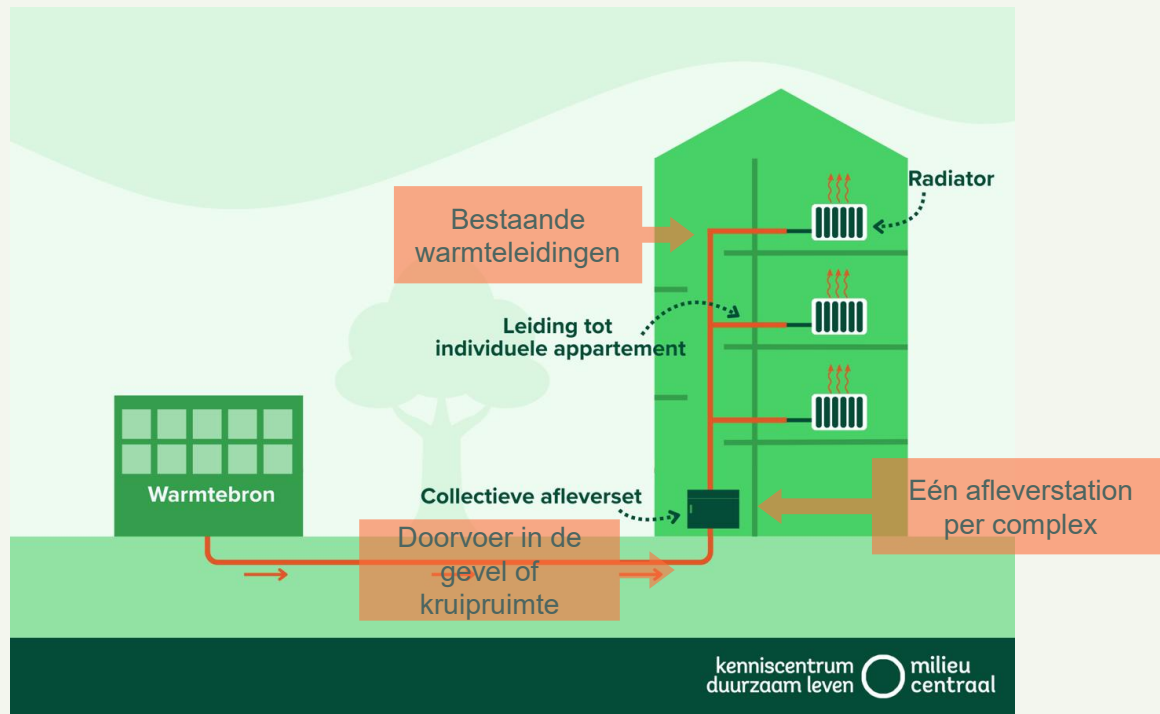 Radiator
Bestaande
warmteleidingen
Leiding tot
individuele appartement
Warmtebron
Collectieve afleverset
Eén afleverstation
per complex
Doorvoer in de
gevel of
kruipruimte
kenniscentrum
duurzaam leven
milieu
centraal